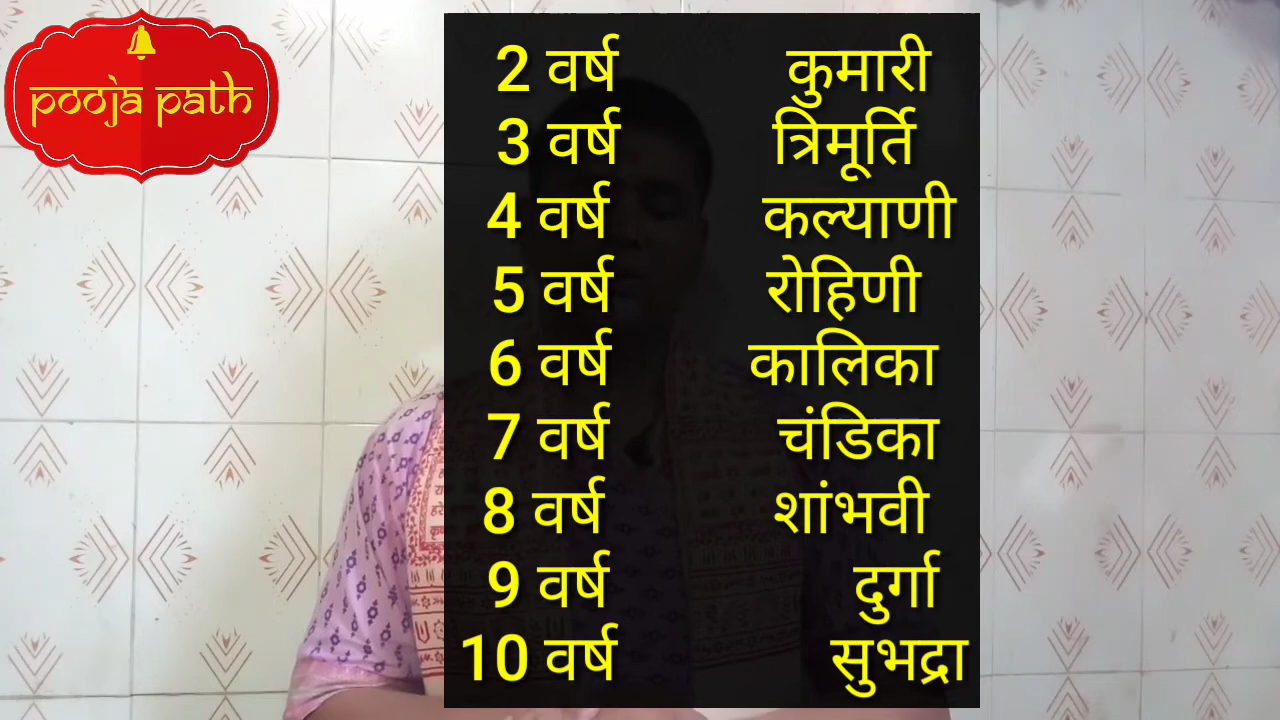 pooja path
2 वर्ष कुमारी
3 वर्ष त्रिमूर्ति
4 वर्ष कल्याणी
5 वर्ष रोहिणी
6 वर्ष कालिका
7 वर्ष चंडिका
8 वर्ष शांभवी
9 वर्ष दुर्गा
10 वर्ष सुभद्रा